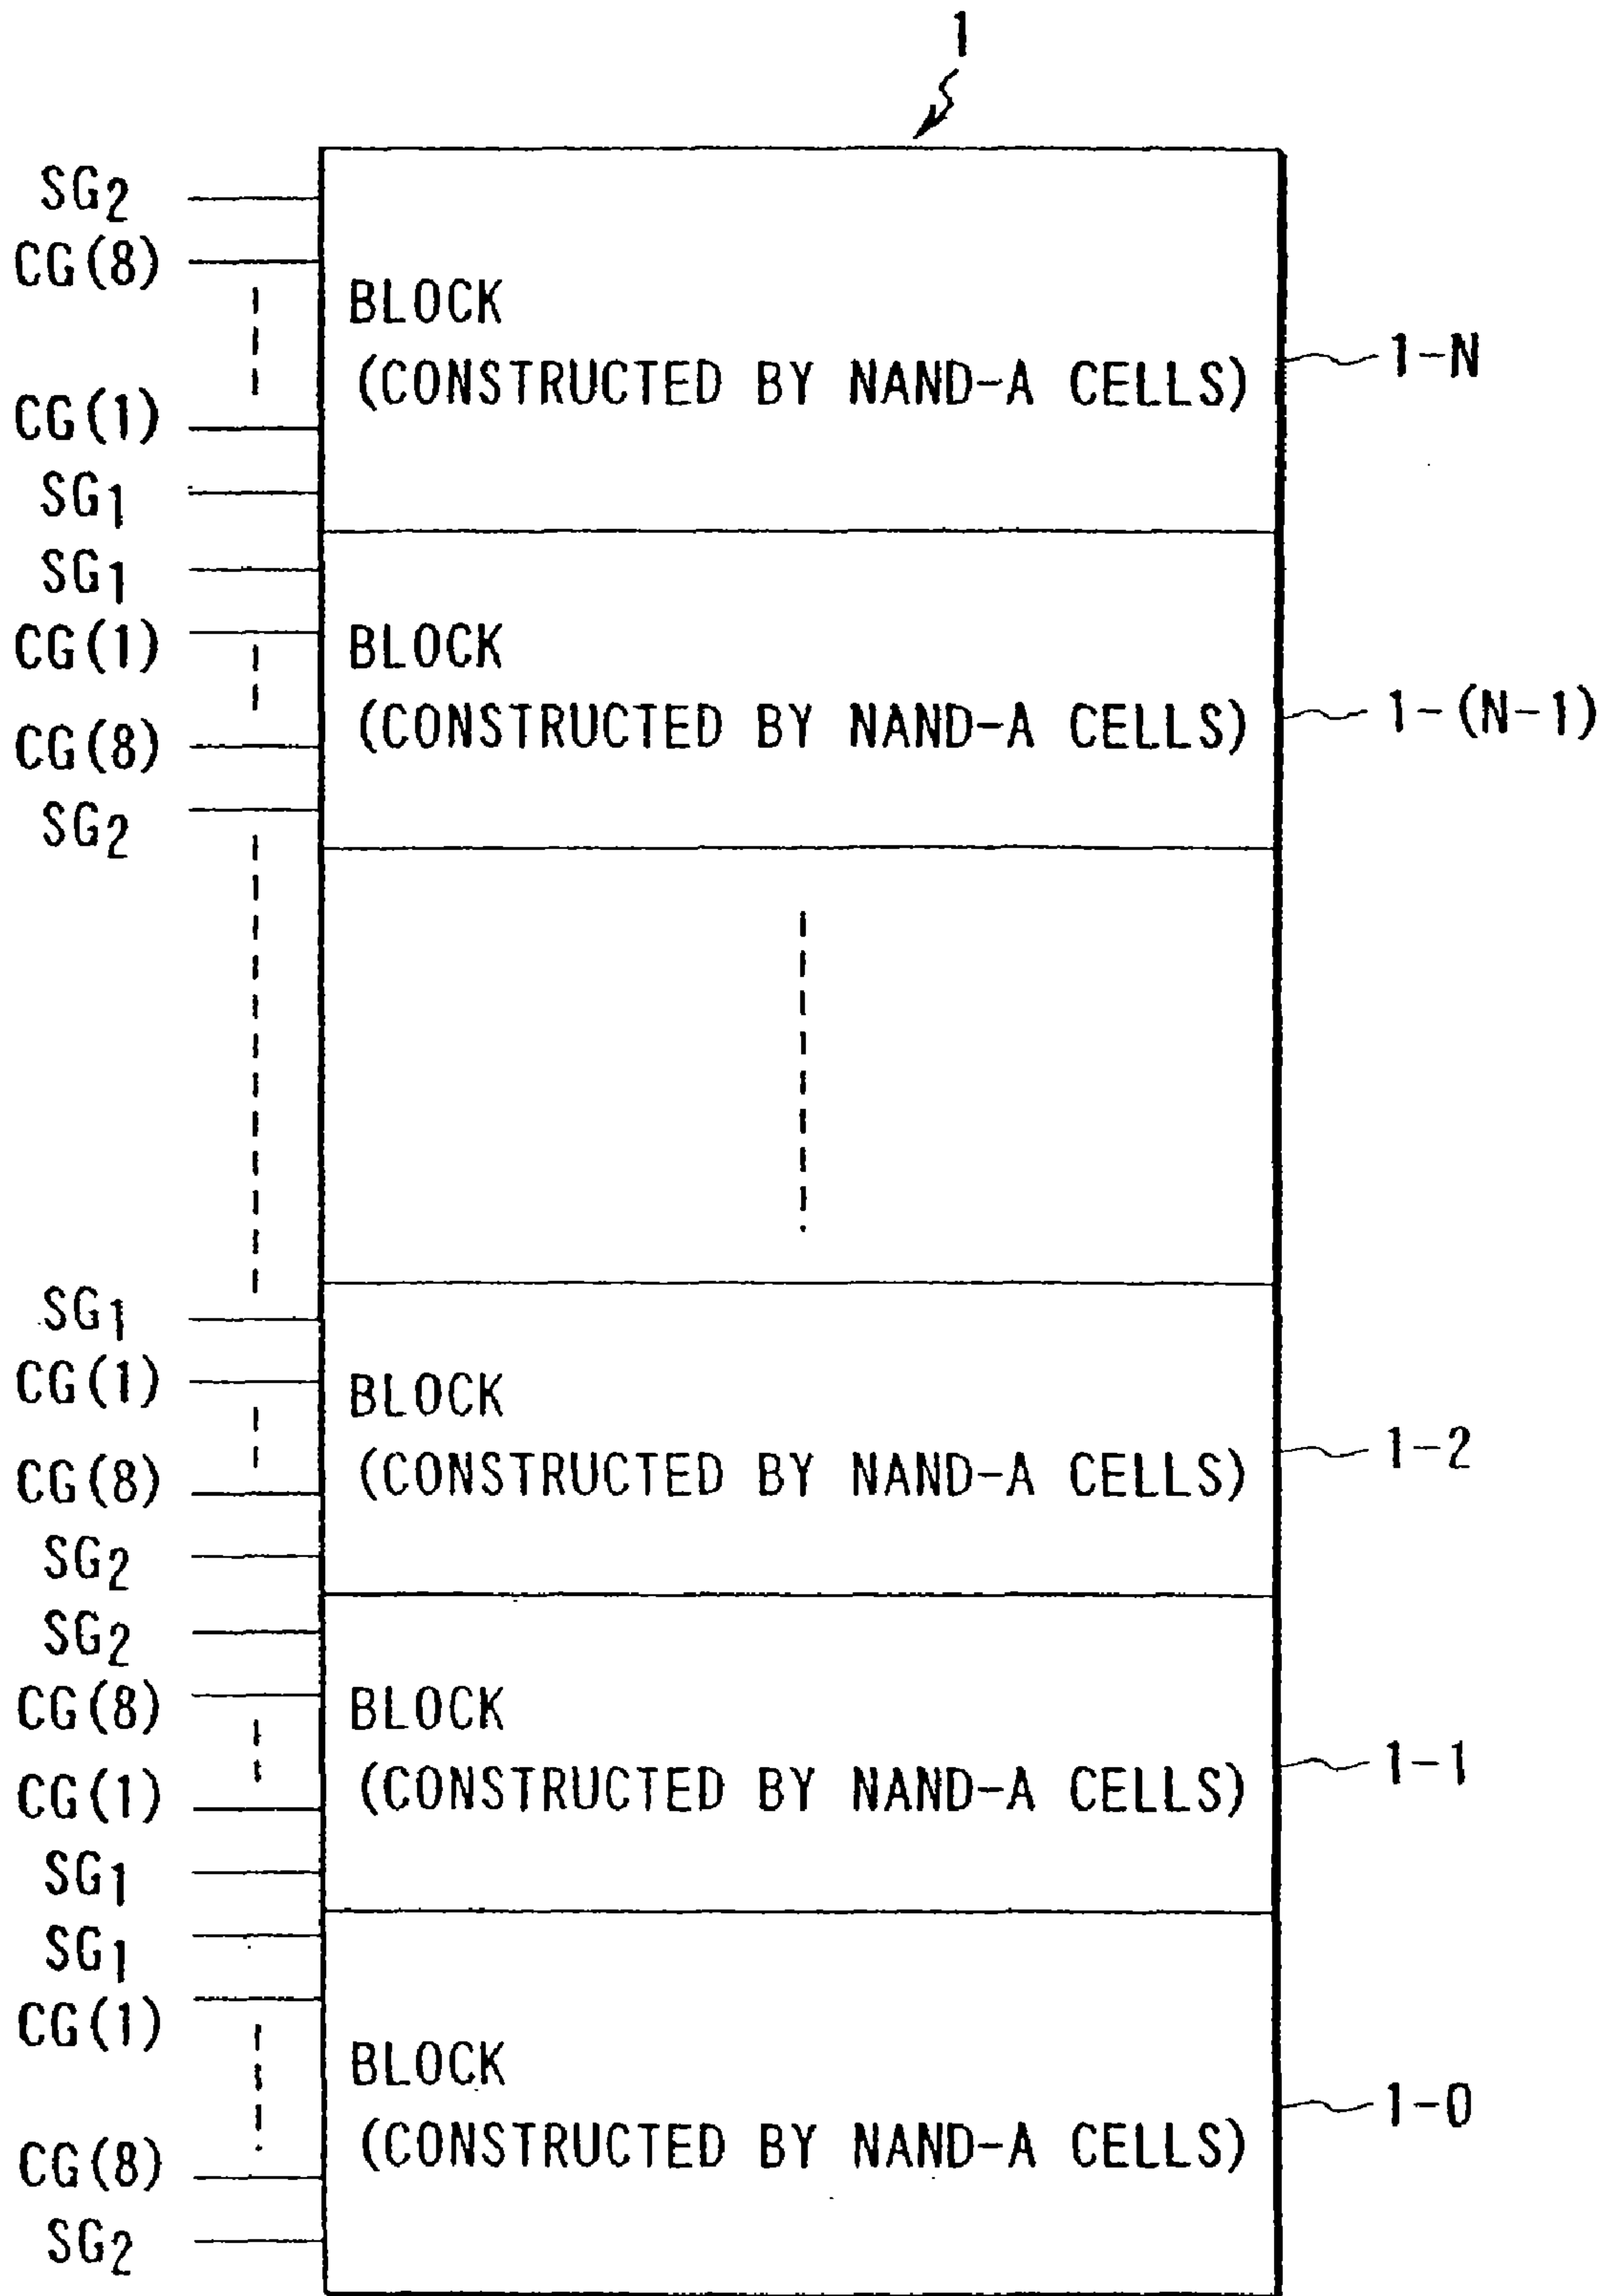 1
SG2
CG(8)
BLOCK
(CONSTRUCTED BY NAND-A CELLS)
1-N
CG(1)
SG1
SG1
CG(1)
BLOCK
(CONSTRUCTED BY NAND-A CELLS)
1-(N-1)
CG(8)
SG2
SG1
CG(1)
BLOCK
(CONSTRUCTED BY NAND-A CELLS)
1-2
CG(8)
SG2
SG2
CG(8)
BLOCK
(CONSTRUCTED BY NAND-A CELLS)
1-1
CG(1)
SG1
SG1
CG(1)
BLOCK
(CONSTRUCTED BY NAND-A CELLS)
1-0
CG(8)
SG2